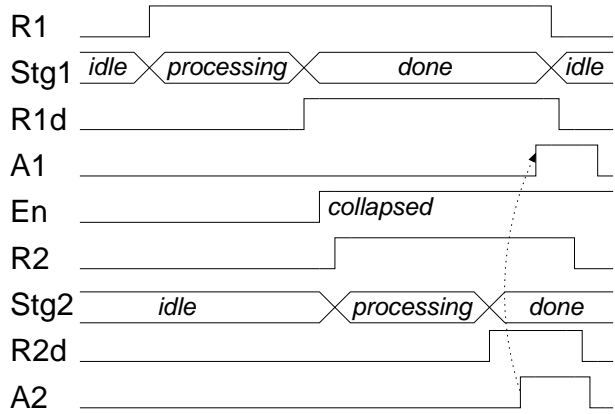 R1
Stg1 idle processing done idle
R1d
A1
En collapsed
R2
Stg2 idle processing done
R2d
A2